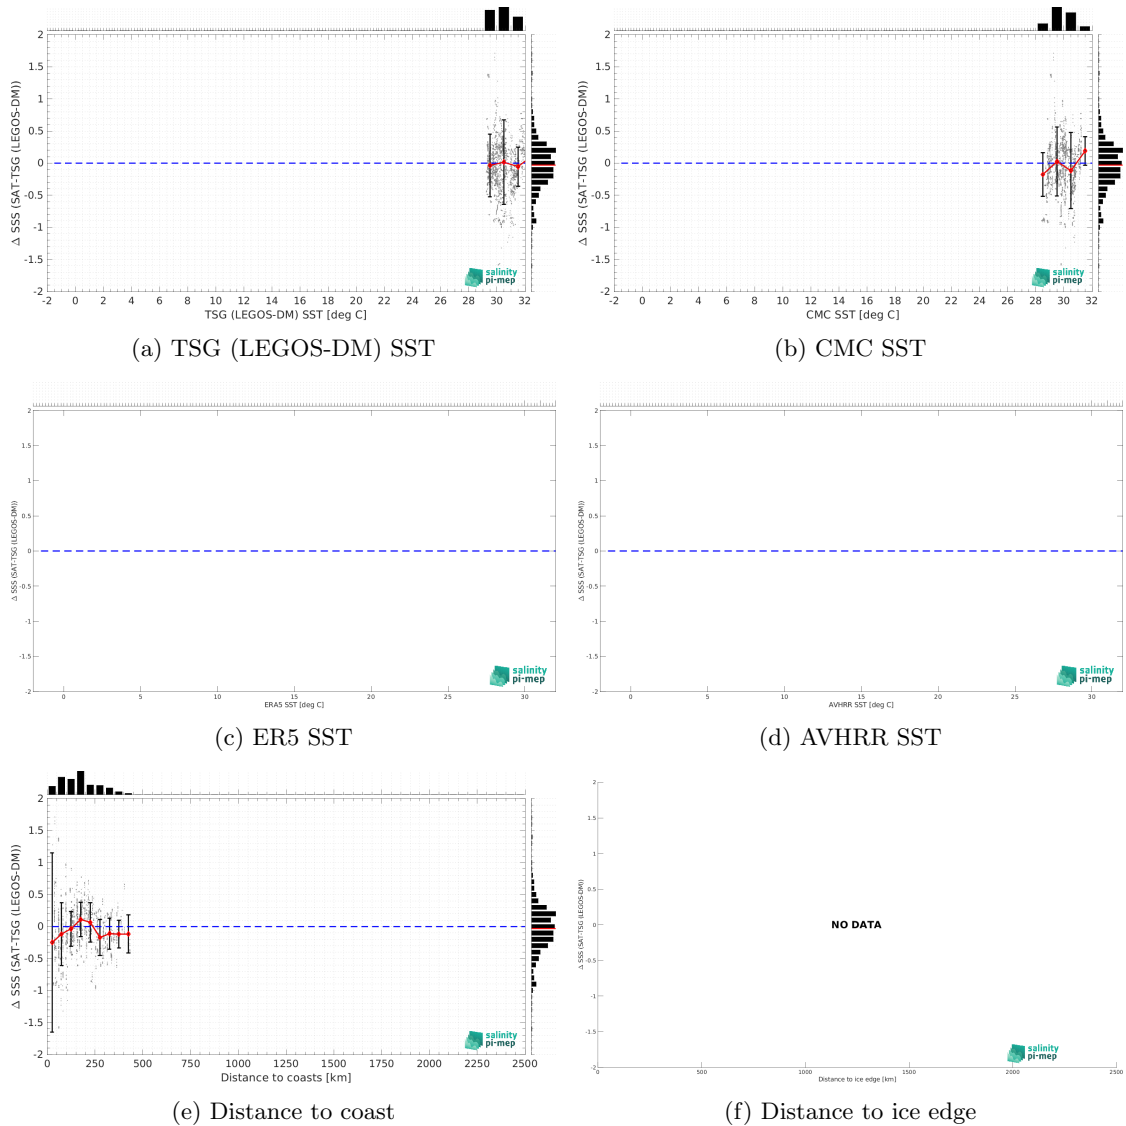 2
1.5
1
0.5
0
-0.5
-1
-1.5
-2
Δ SSS (SAT-TSG (LEGOS-DM))
-2 0 2 4 6 8 10 12 14 16 18 20 22 24 26 28 30 32
TSG (LEGOS-DM) SST [deg C]
salinity
pi-mep
(a) TSG (LEGOS-DM) SST
2
1.5
1
0.5
0
-0.5
-1
-1.5
-2
Δ SSS (SAT-TSG (LEGOS-DM))
-2 0 2 4 6 8 10 12 14 16 18 20 22 24 26 28 30 32
CMC SST [deg C]
salinity
pi-mep
(b) CMC SST
2
1.5
1
0.5
0
-0.5
-1
-1.5
-2
Δ SSS (SAT-TSG (LEGOS-DM))
0 5 10 15 20 25 30
ERA5 SST [deg C]
salinity
pi-mep
(c) ER5 SST
2
1.5
1
0.5
0
-0.5
-1
-1.5
-2
Δ SSS (SAT-TSG (LEGOS-DM))
0 5 10 15 20 25 30
AVHRR SST [deg C]
salinity
pi-mep
(d) AVHRR SST
2
1.5
1
0.5
0
-0.5
-1
-1.5
-2
Δ SSS (SAT-TSG (LEGOS-DM))
0 250 500 750 1000 1250 1500 1750 2000 2250 2500
Distance to coasts [km]
salinity
pi-mep
(e) Distance to coast
2
1.5
1
0.5
0
-0.5
-1
-1.5
-2
Δ SSS (SAT-TSG (LEGOS-DM))
NO DATA
0 500 1000 1500 2000 2500
Distance to ice edge [km]
salinity
pi-mep
(f) Distance to ice edge